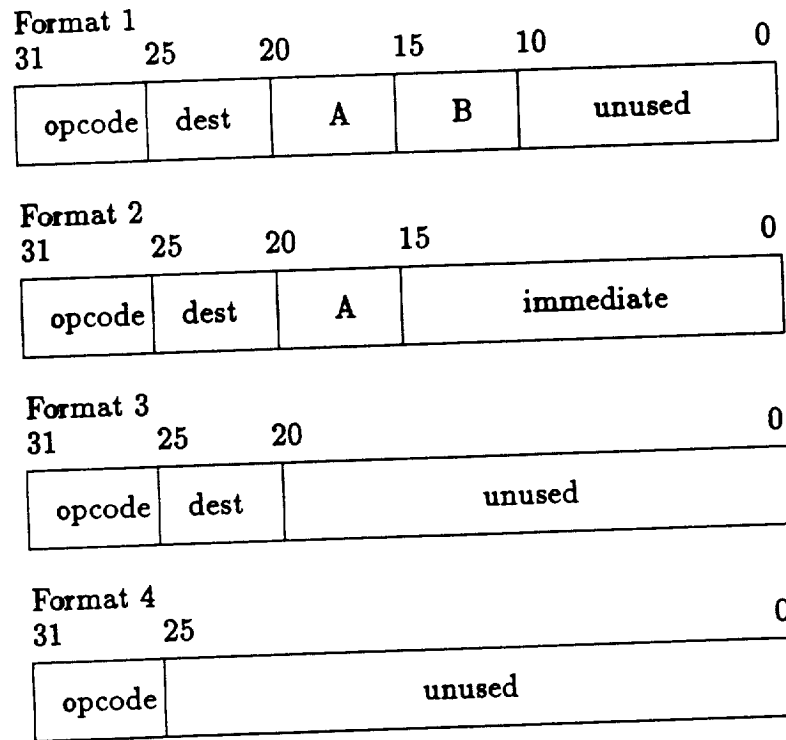 Format 1
31 25 20 15 10 0
opcode dest A B unused
Format 2
31 25 20 15 0
opcode dest A immediate
Format 3
31 25 20 0
opcode dest unused
Format 4
31 25 0
opcode unused